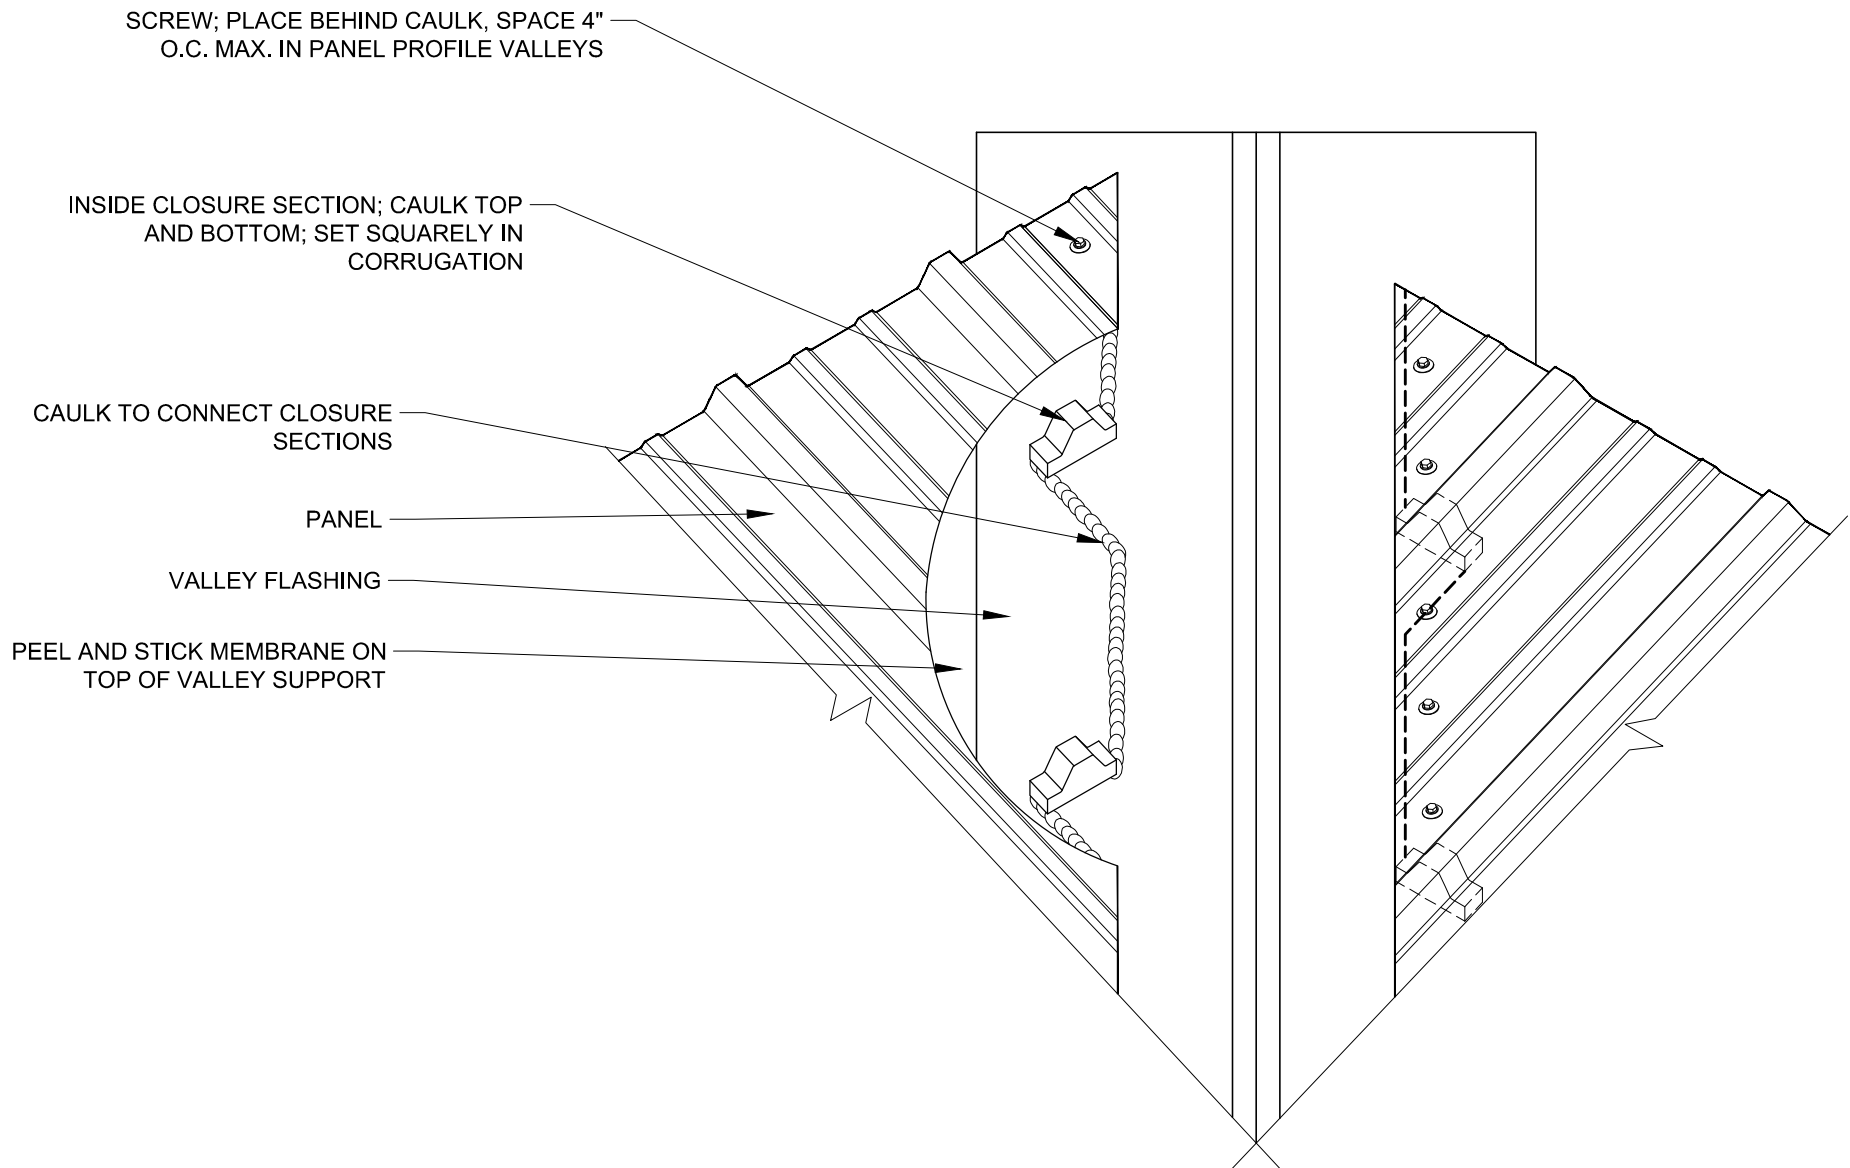 SCREW; PLACE BEHIND CAULK, SPACE 4"
O.C. MAX. IN PANEL PROFILE VALLEYS
INSIDE CLOSURE SECTION; CAULK TOP
AND BOTTOM; SET SQUARELY IN
CORRUGATION
CAULK TO CONNECT CLOSURE
SECTIONS
PANEL
VALLEY FLASHING
PEEL AND STICK MEMBRANE ON
TOP OF VALLEY SUPPORT